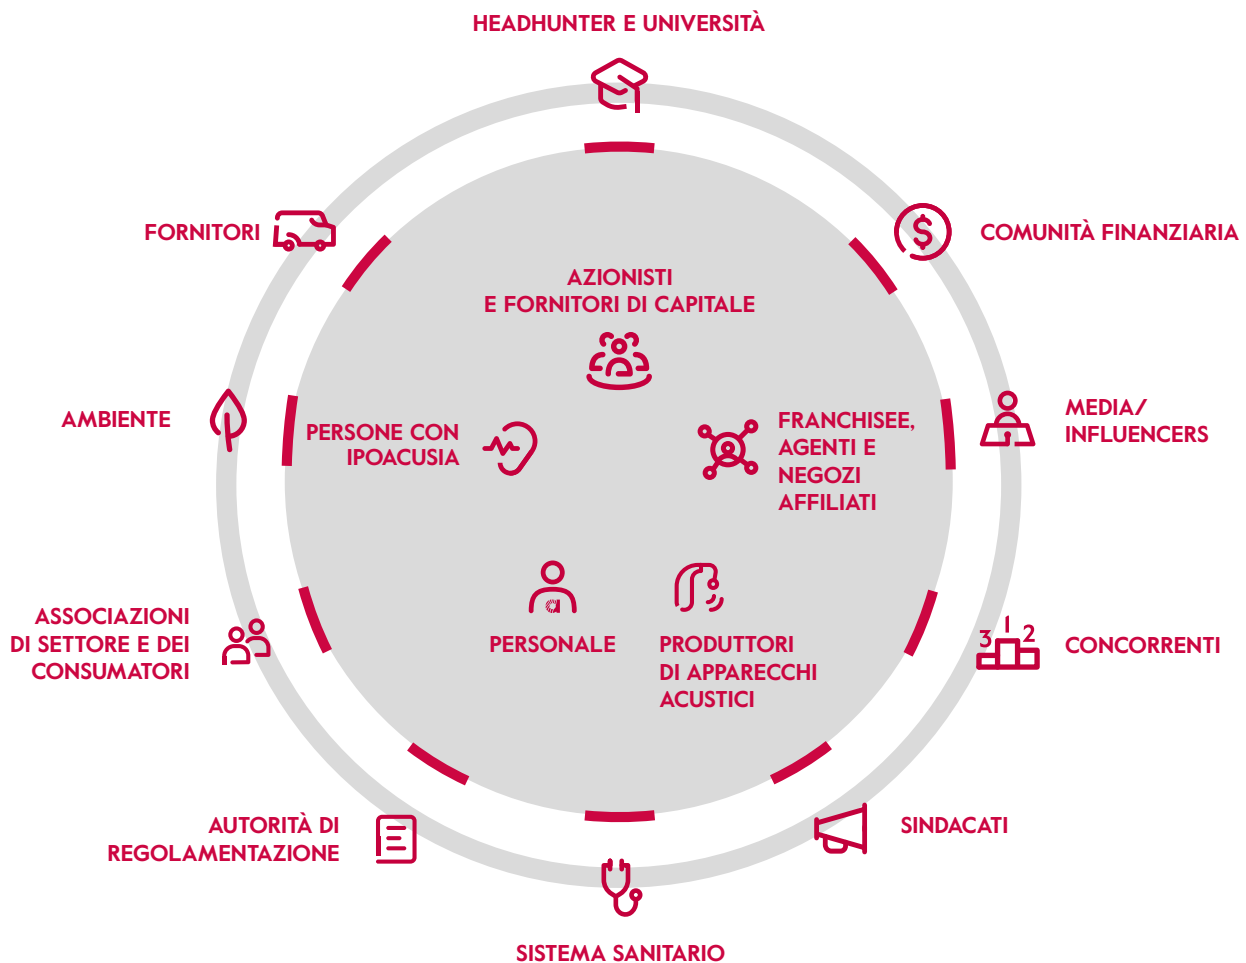 HEADHUNTER E UNIVERSITÀ
FORNITORI
COMUNITÀ FINANZIARIA
AZIONISTI
E FORNITORI DI CAPITALE
AMBIENTE
PERSONE CON
IPOACUSIA
FRANCHISEE,
AGENTI E
NEGOZI
AFFILIATI
MEDIA/
INFLUENCERS
ASSOCIAZIONI
DI SETTORE E DEI
CONSUMATORI
PERSONALE
PRODUTTORI
DI APPARECCHI
ACUSTICI
3 1 2
CONCORRENTI
AUTORITÀ DI
REGOLAMENTAZIONE
SINDACATI
SISTEMA SANITARIO